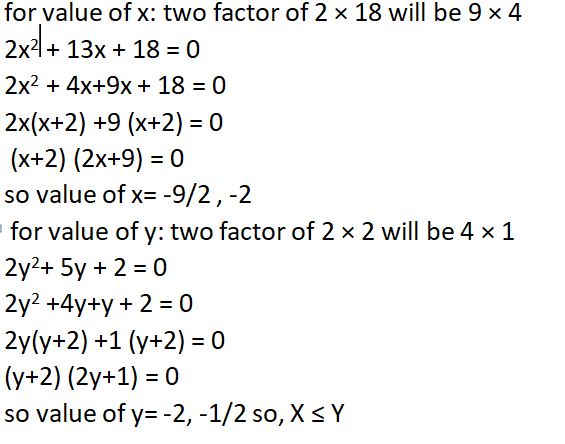 for value of x: two factor of 2 × 18 will be 9 × 4
2x²+ 13x + 18 = 0
2x² + 4x+9x + 18 = 0
2x(x+2) +9 (x+2) = 0
(x+2) (2x+9) = 0
so value of x= -9/2 , -2
for value of y: two factor of 2 × 2 will be 4 × 1
2y²+ 5y + 2 = 0
2y² +4y+y + 2 = 0
2y(y+2) +1 (y+2) = 0
(y+2) (2y+1) = 0
so value of y= -2, -1/2 so, X ≤ Y